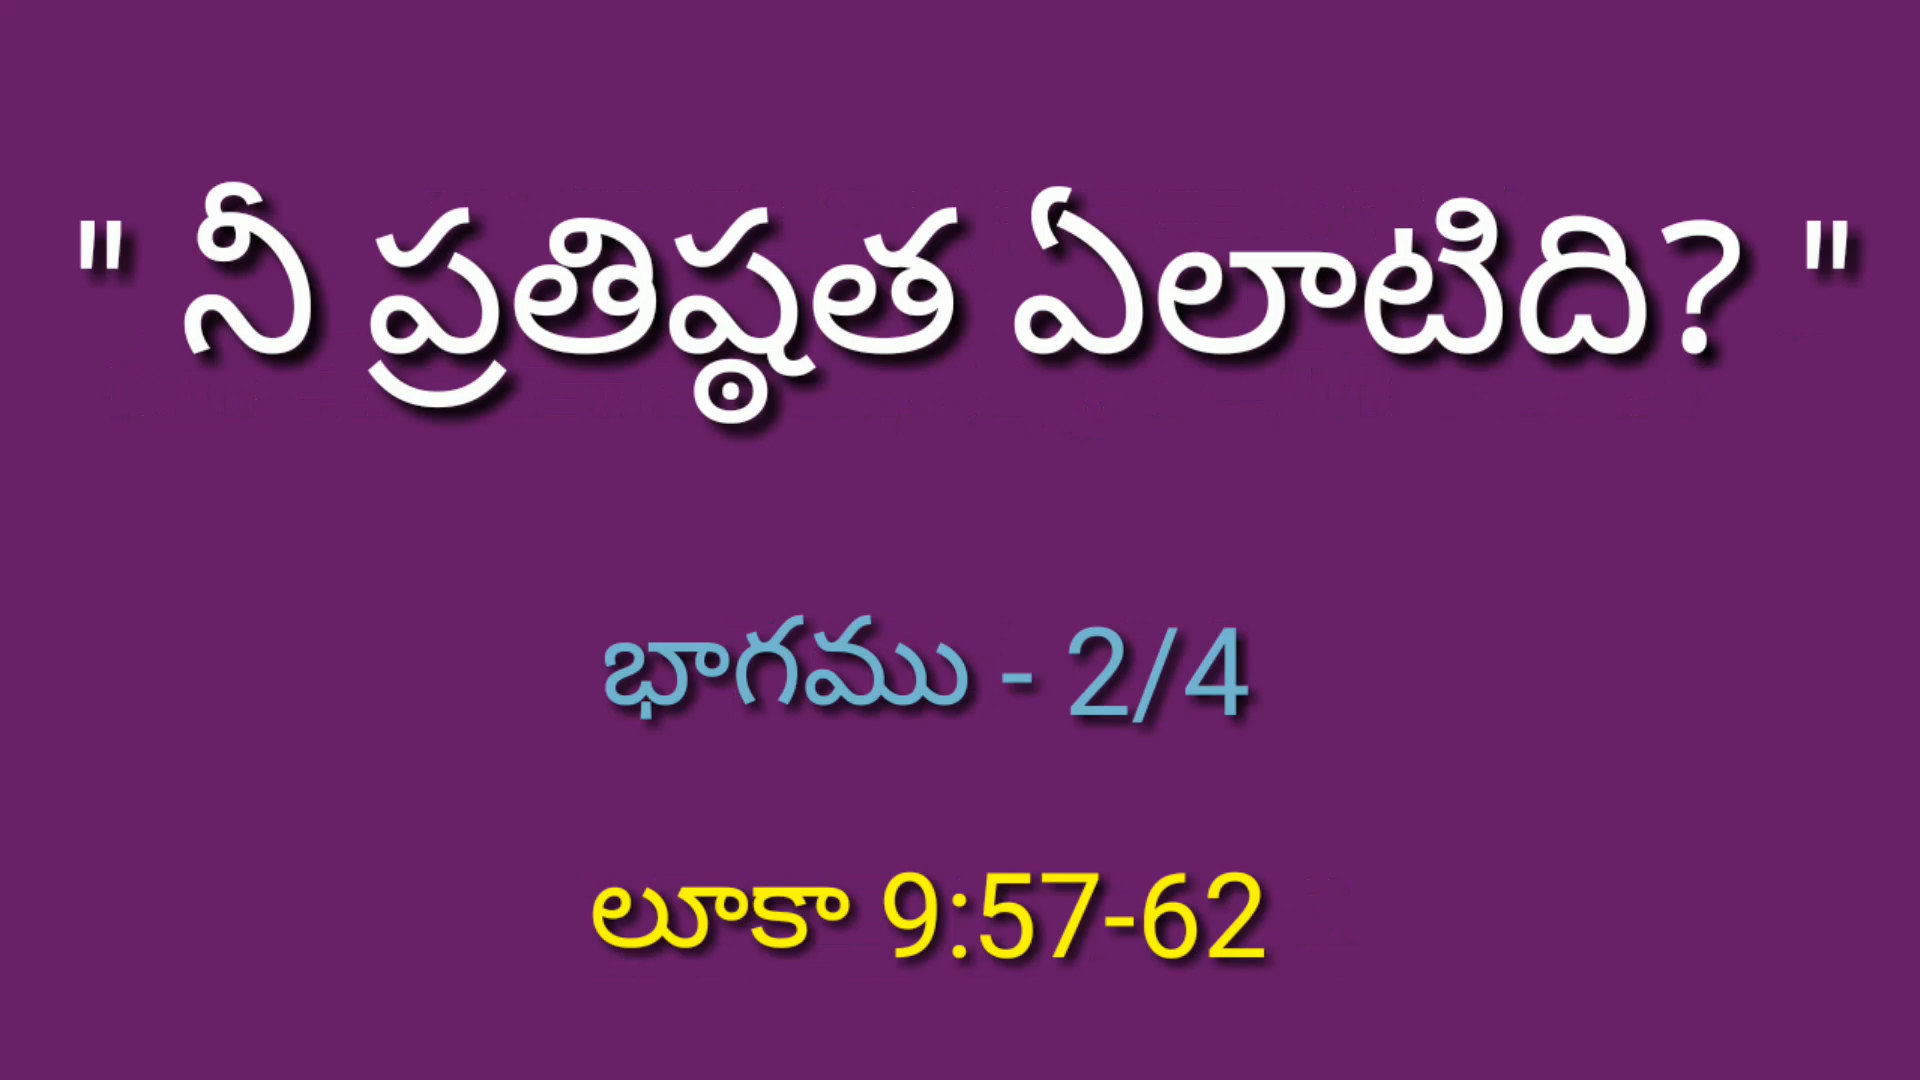 " నీ ప్రతిష్ఠత ఏలాటిది? "
భాగము - 2/4
లూకా 9:57-62